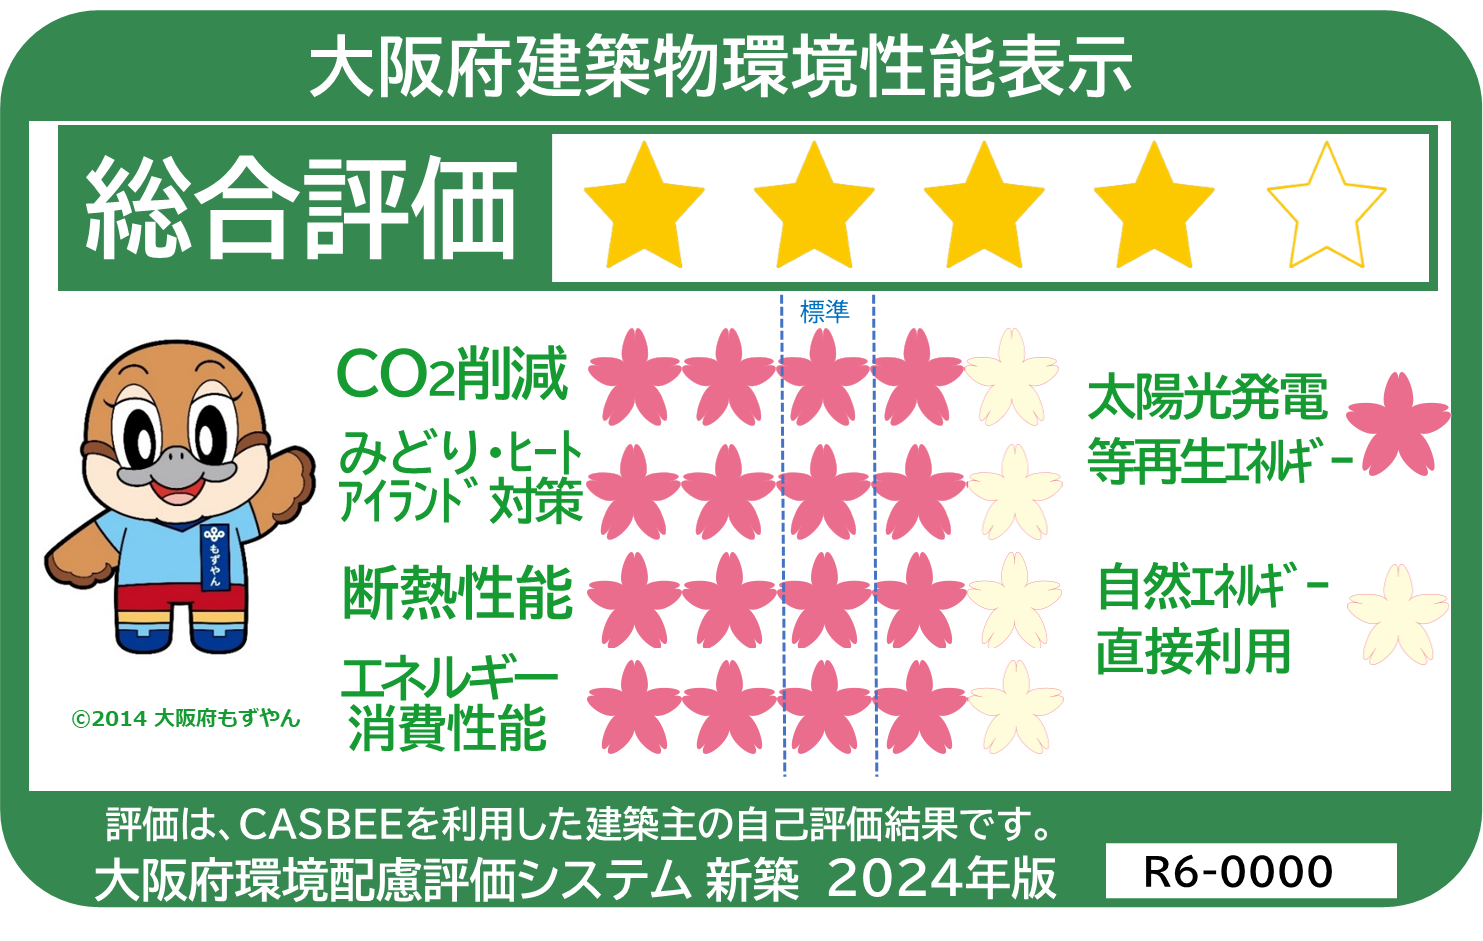 大阪府建築物環境性能表示
総合評価
標準
CO2削減
みどり・ﾋｰﾄ
ｱｲﾗﾝﾄﾞ対策
断熱性能
エネルギー
消費性能
太陽光発電
等再生ｴﾈﾙｷﾞｰ
自然ｴﾈﾙｷﾞｰ
直接利用
もずやん
©2014 大阪府もずやん
評価は、CASBEEを利用した建築主の自己評価結果です。
大阪府環境配慮評価システム 新築 2024年版
R6-0000